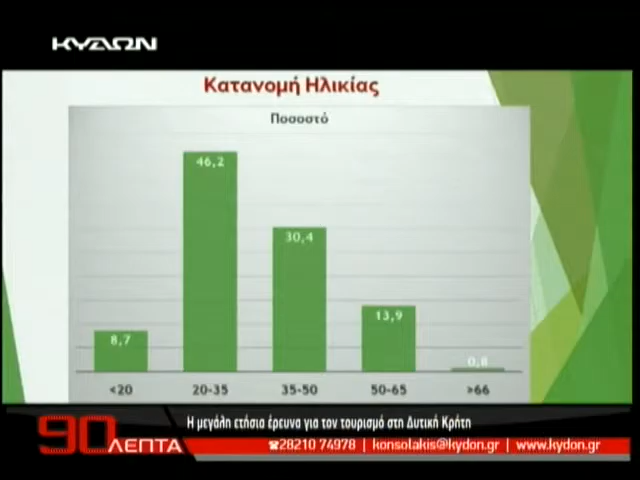 ΚΥΔΩΝ
Κατανομή Ηλικίας
Ποσοστό
46,2
30,4
13,9
8,7
0,8
<20 20-35 35-50 50-65 >66
90 ΛΕΠΤΑ
Η μεγάλη ετήσια έρευνα για τον τουρισμό στη Δυτική Κρήτη
☎28210 74978 | konsolakis@kydon.gr | www.kydon.gr